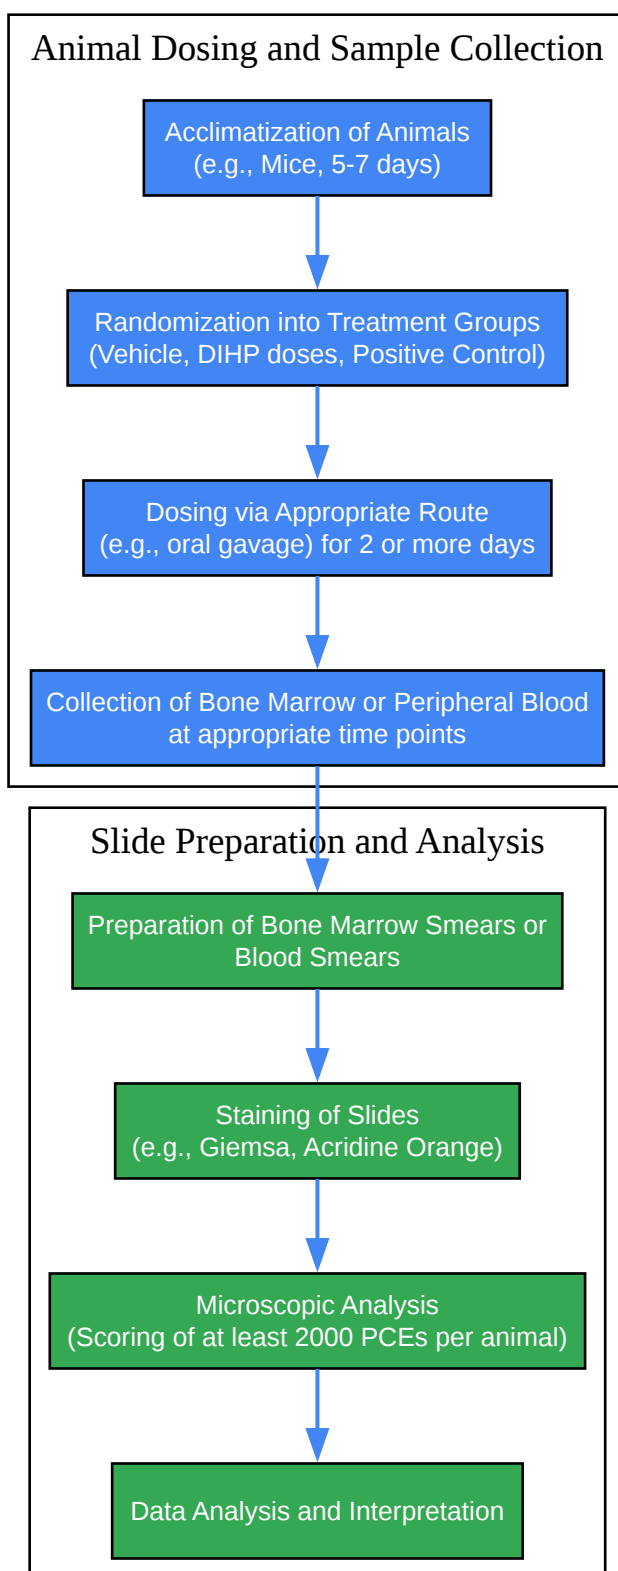 Animal Dosing and Sample Collection
Acclimatization of Animals
(e.g., Mice, 5-7 days)
Randomization into Treatment Groups
(Vehicle, DIHP doses, Positive Control)
Dosing via Appropriate Route
(e.g., oral gavage) for 2 or more days
Collection of Bone Marrow or Peripheral Blood
at appropriate time points
Slide Preparation and Analysis
Preparation of Bone Marrow Smears or
Blood Smears
Staining of Slides
(e.g., Giemsa, Acridine Orange)
Microscopic Analysis
(Scoring of at least 2000 PCEs per animal)
Data Analysis and Interpretation